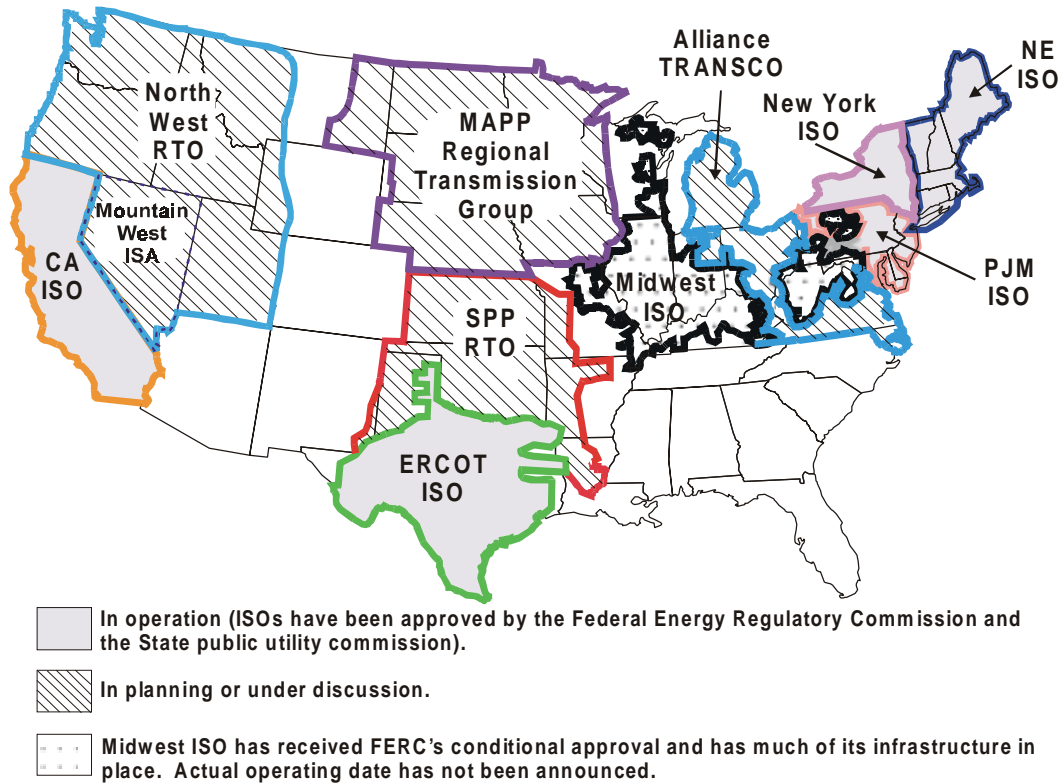 Alliance
TRANSCO
NE
ISO
New York
ISO
North
West
RTO
MAPP
Regional
Transmission
Group
Mountain
West
ISA
CA
ISO
Midwest
ISO
PJM
ISO
SPP
RTO
ERCOT
ISO
In operation (ISOs have been approved by the Federal Energy Regulatory Commission and
the State public utility commission).
In planning or under discussion.
Midwest ISO has received FERC's conditional approval and has much of its infrastructure in
place. Actual operating date has not been announced.